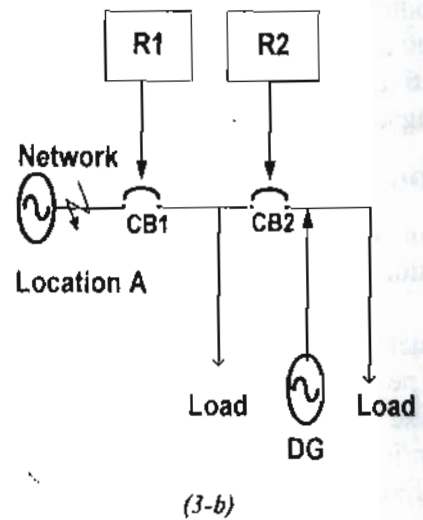 R1
R2
Network
CB1
CB2
Location A
Load
Load
DG
(3-b)